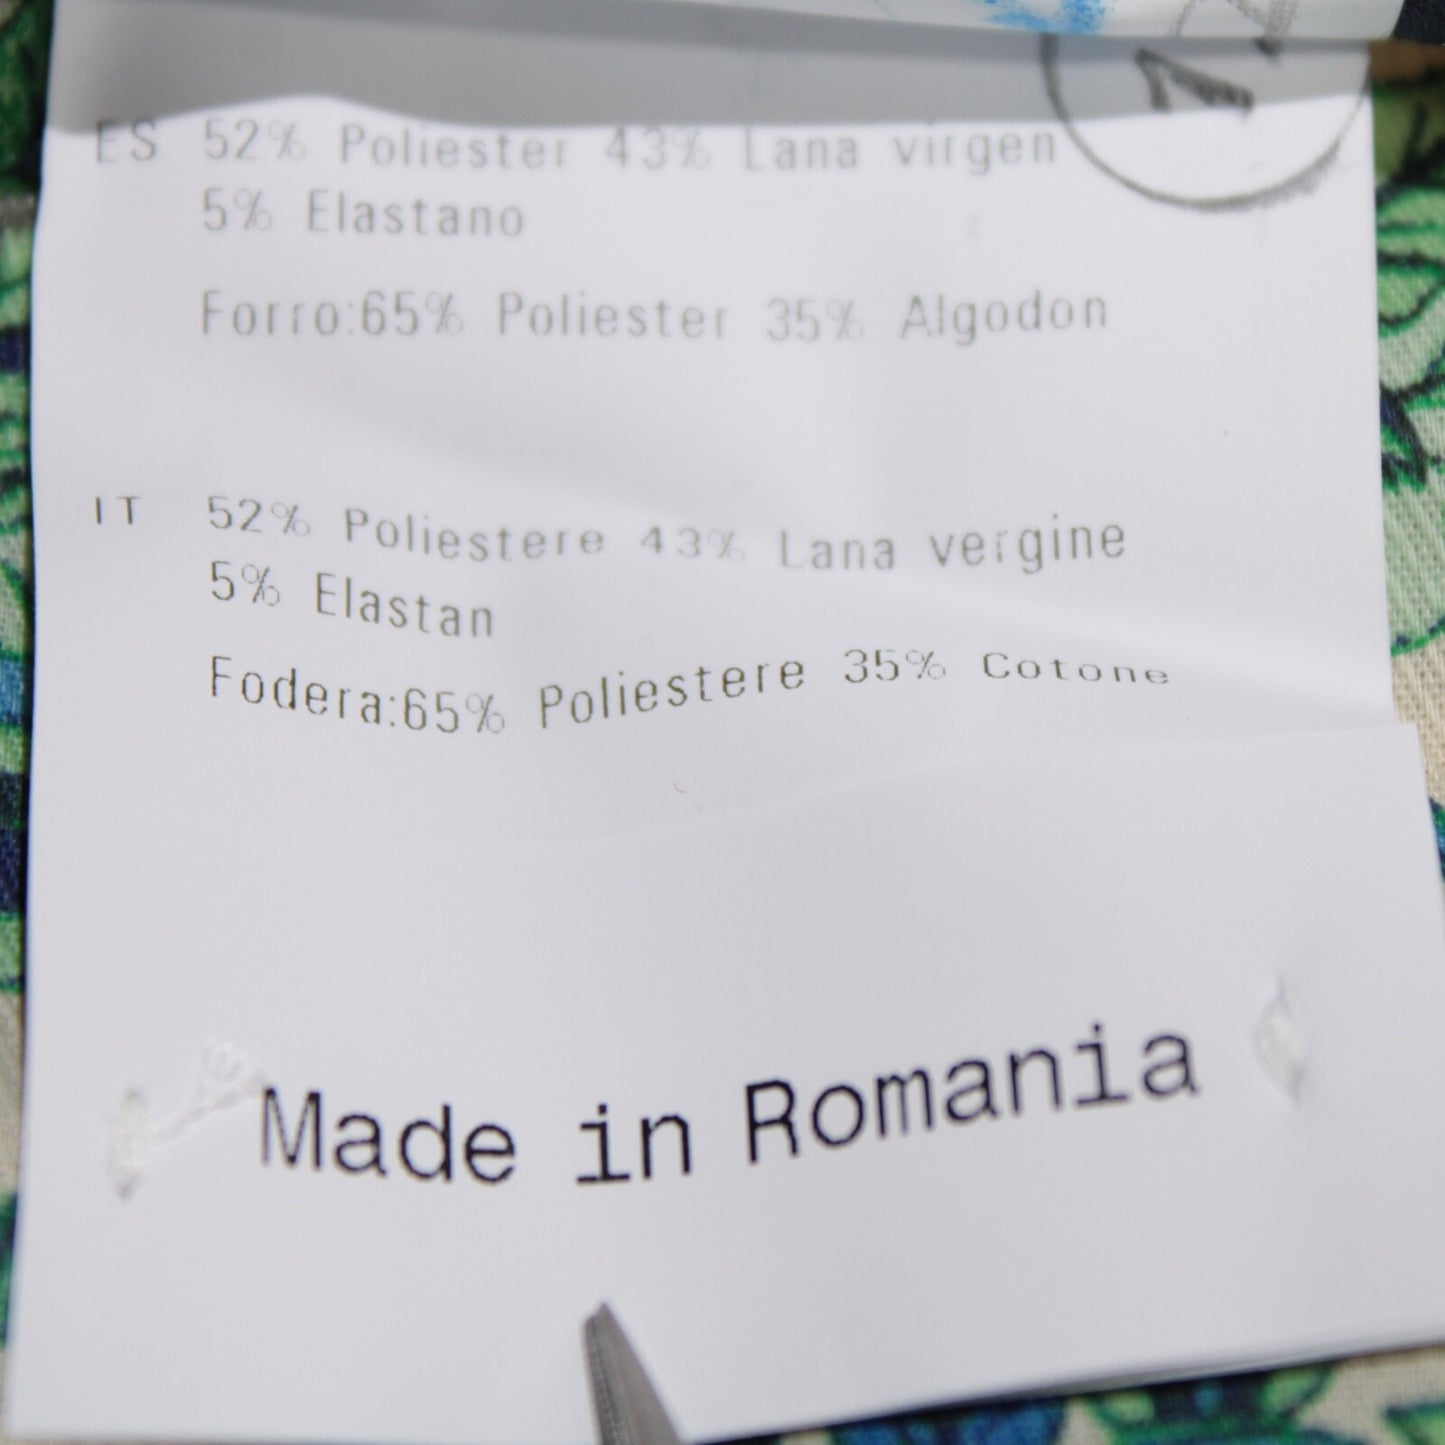 ES 52% Poliester 43% Lana virgen
5% Elastano
Forro:65% Poliester 35% Algodon
IT 52% Poliestere 43% Lana vergine
5% Elastan
Fodera:65% Poliestere 35% Cotone
Made in Romania